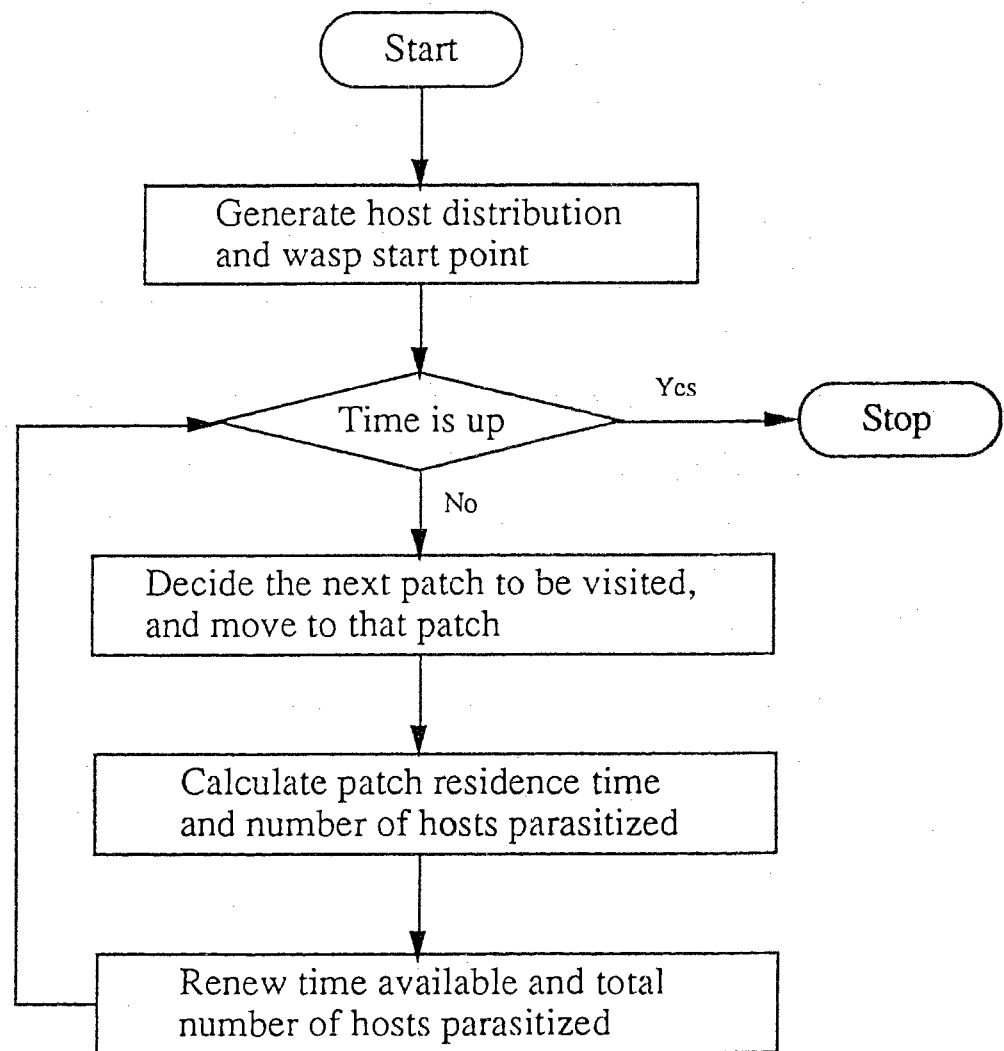 Start
Generate host distribution
and wasp start point
Time is up
Yes
Stop
No
Decide the next patch to be visited,
and move to that patch
Calculate patch residence time
and number of hosts parasitized
Renew time available and total
number of hosts parasitized